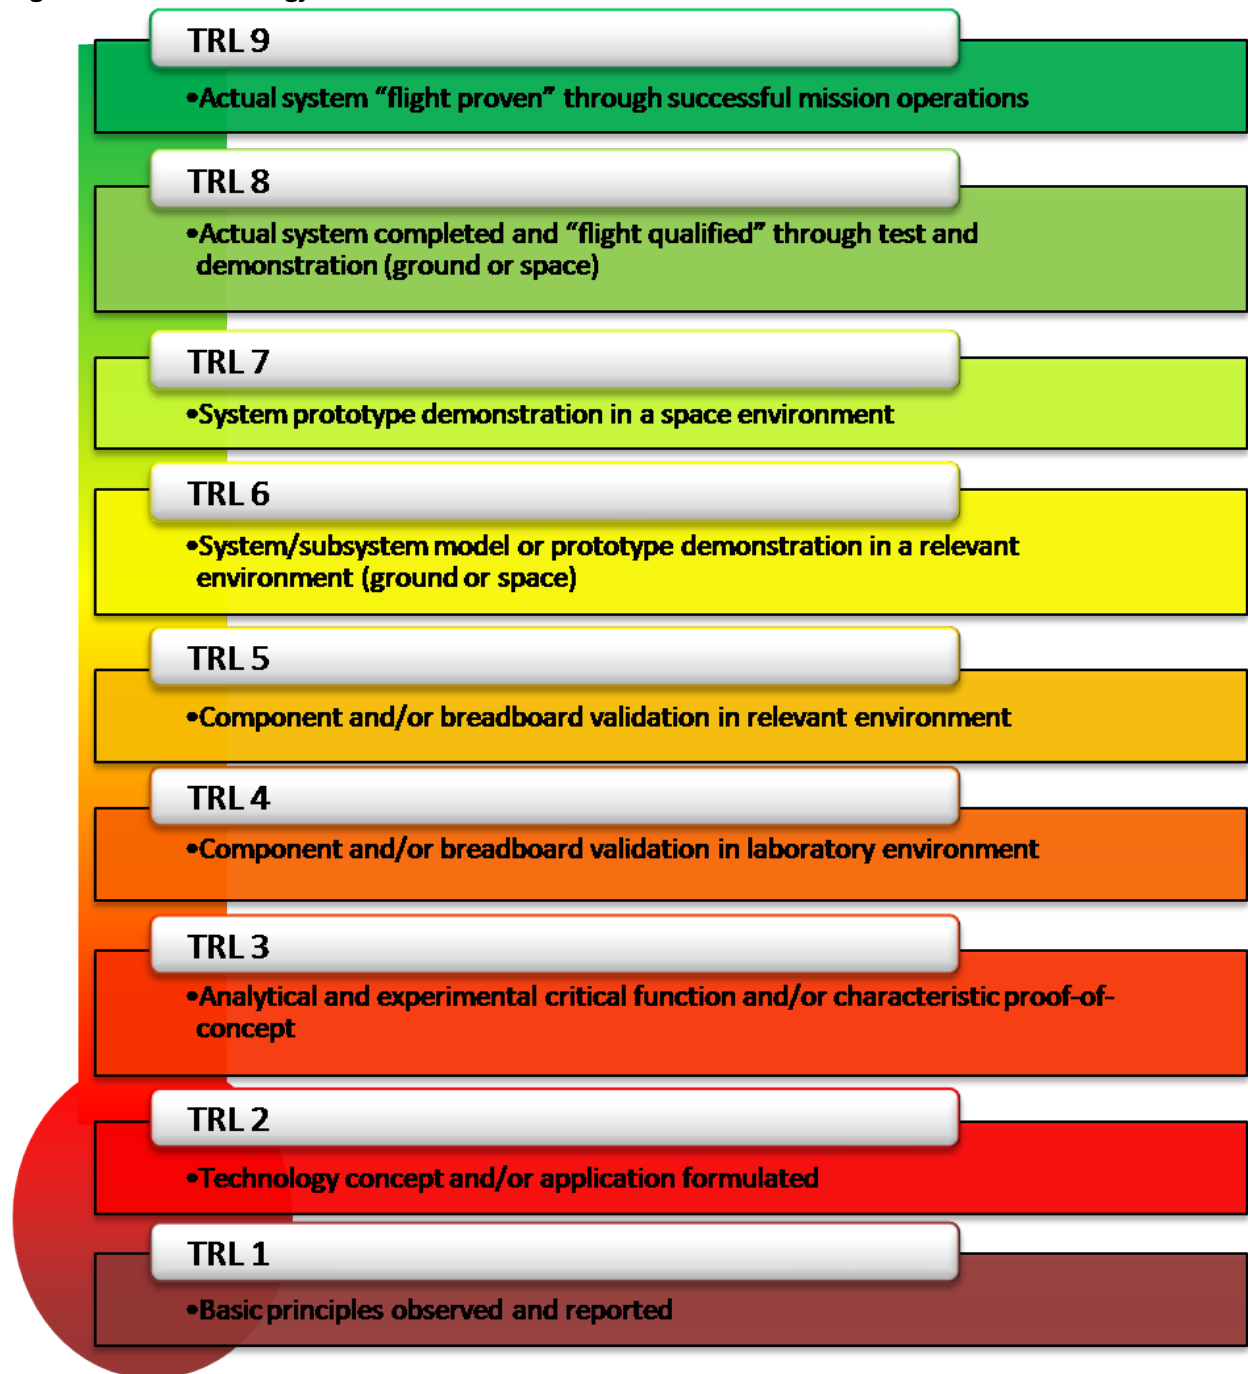 TRL 9
•Actual system “flight proven” through successful mission operations
TRL 8
•Actual system completed and “flight qualified” through test and
demonstration (ground or space)
TRL 7
•System prototype demonstration in a space environment
TRL 6
•System/subsystem model or prototype demonstration in a relevant
environment (ground or space)
TRL 5
•Component and/or breadboard validation in relevant environment
TRL 4
•Component and/or breadboard validation in laboratory environment
TRL 3
•Analytical and experimental critical function and/or characteristic proof-of-
concept
TRL 2
•Technology concept and/or application formulated
TRL 1
•Basic principles observed and reported